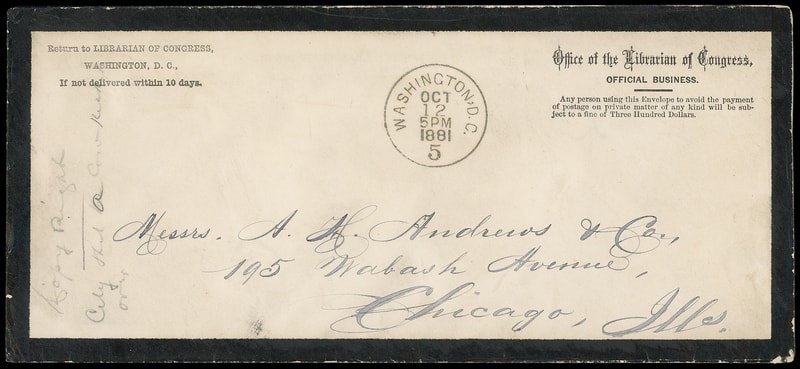 Return to LIBRARIAN OF CONGRESS,
WASHINGTON, D. C.,
If not delivered within 10 days.
WASHINGTON, D.C.
OCT
12
5PM
1881
5
Office of the Librarian of Congress,
OFFICIAL BUSINESS.
Any person using this Envelope to avoid the payment
of postage on private matter of any kind will be sub-
ject to a fine of Three Hundred Dollars.
Messrs. A. H. Andrews & Co.,
195 Wabash Avenue,
Chicago, Ills.
Copy Right